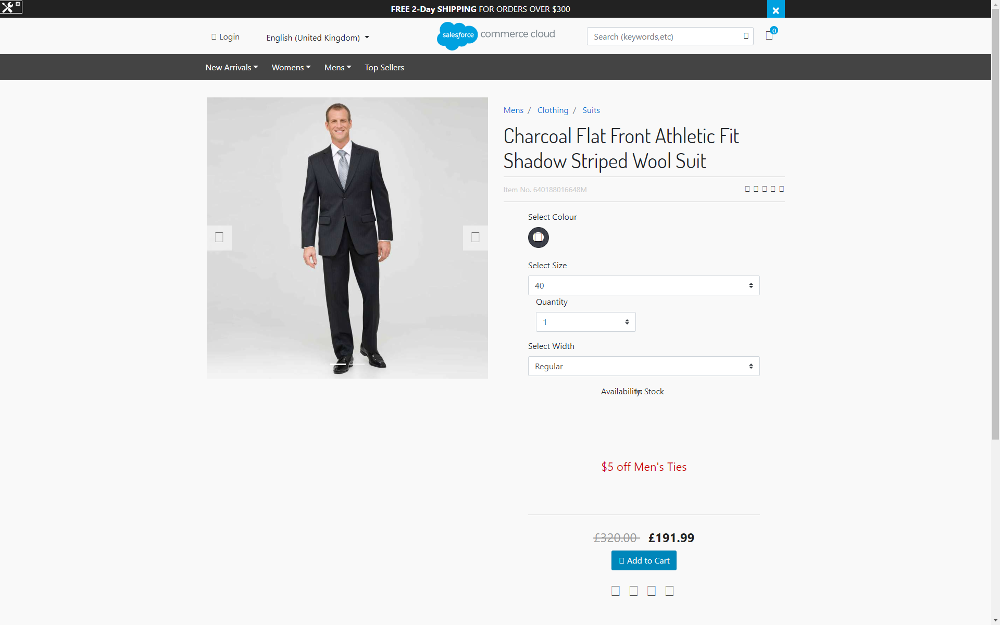 FREE 2-Day SHIPPING FOR ORDERS OVER $300
Login
English (United Kingdom)
salesforce commerce cloud
Search (keywords,etc)
0
New Arrivals
Womens
Mens
Top Sellers
Mens / Clothing / Suits
Charcoal Flat Front Athletic Fit
Shadow Striped Wool Suit
Item No. 640188016648M
Select Colour
Select Size
40
Quantity
1
Select Width
Regular
Availability: In Stock
$5 off Men's Ties
£320.00 £191.99
Add to Cart